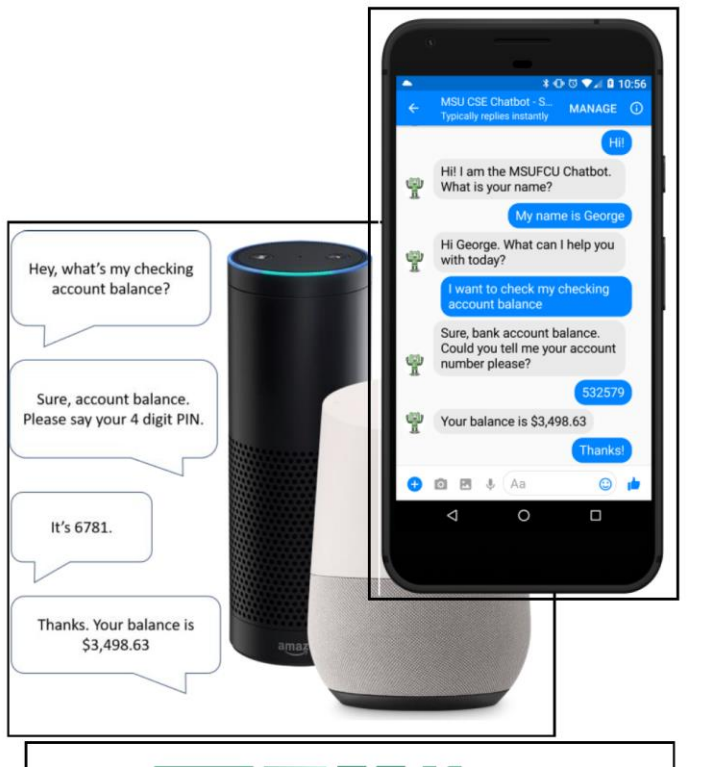 Hey, what's my checking
account balance?
Sure, account balance.
Please say your 4 digit PIN.
It's 6781.
Thanks. Your balance is
$3,498.63
10:56
MSU CSE Chatbot - S...
Typically replies instantly
MANAGE
Hi!
Hi! I am the MSUFCU Chatbot.
What is your name?
My name is George
Hi George. What can I help you
with today?
I want to check my checking
account balance
Sure, bank account balance.
Could you tell me your account
number please?
532579
Your balance is $3,498.63
Thanks!
Aa